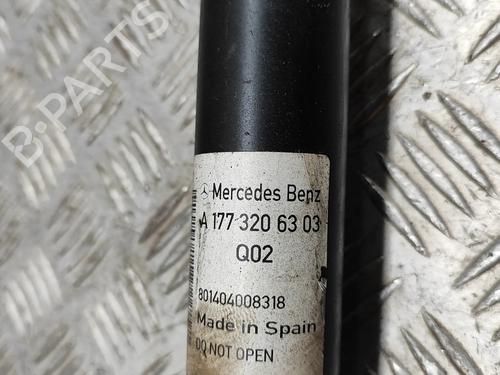 B-PARTS
Mercedes Benz
A 177 320 63 03
Q02
801404008318
Made in Spain
DO NOT OPEN